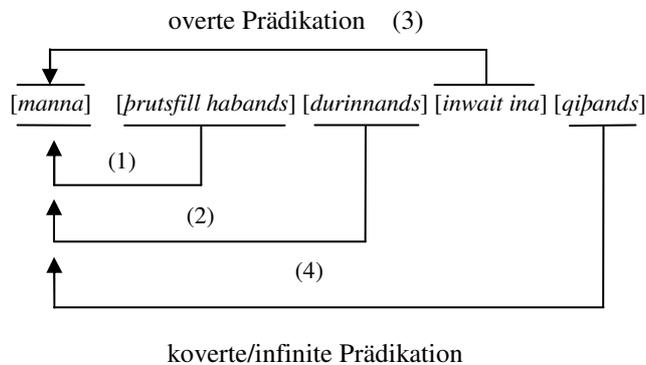 overte Prädikation (3)
[manna] [þrutsfill habands] [durinnands] [inwait ina] [qiþands]
(1)
(2)
(4)
koverte/infinite Prädikation